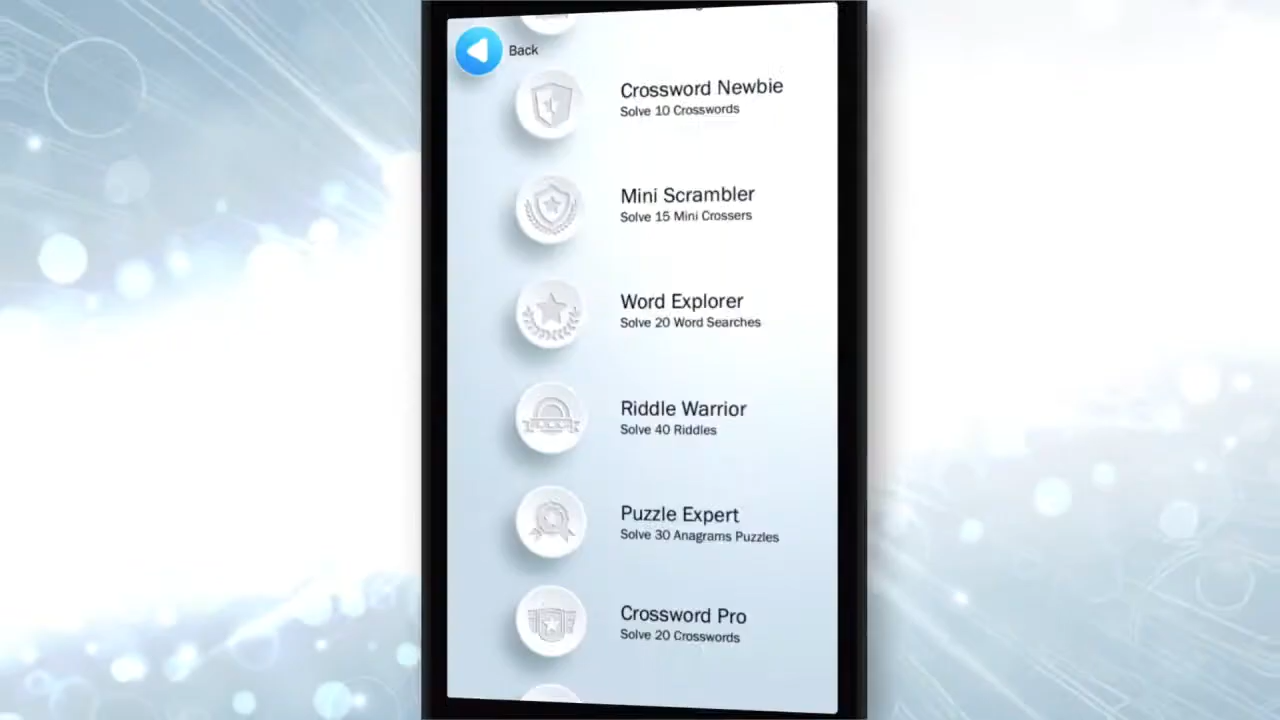 Back
Crossword Newbie
Solve 10 Crosswords
Mini Scrambler
Solve 15 Mini Crossers
Word Explorer
Solve 20 Word Searches
Riddle Warrior
Solve 40 Riddles
Puzzle Expert
Solve 30 Anagrams Puzzles
Crossword Pro
Solve 20 Crosswords